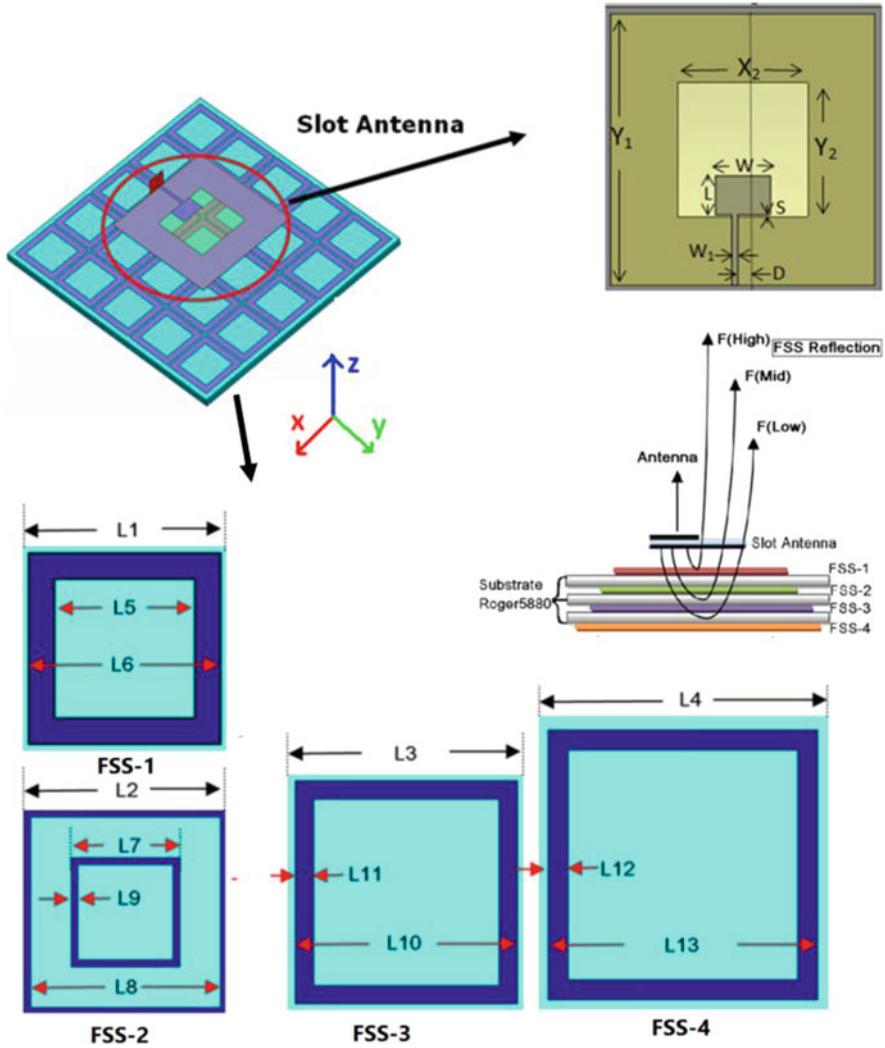 Slot Antenna
X2
Y1
Y2
W
L
S
W1
D
z
x
y
F(High)
FSS Reflection
F(Mid)
F(Low)
Antenna
Slot Antenna
Substrate
Roger5880
FSS-1
FSS-2
FSS-3
FSS-4
L1
L5
L6
FSS-1
L2
L7
L9
L8
FSS-2
L3
L11
L10
FSS-3
L4
L12
L13
FSS-4